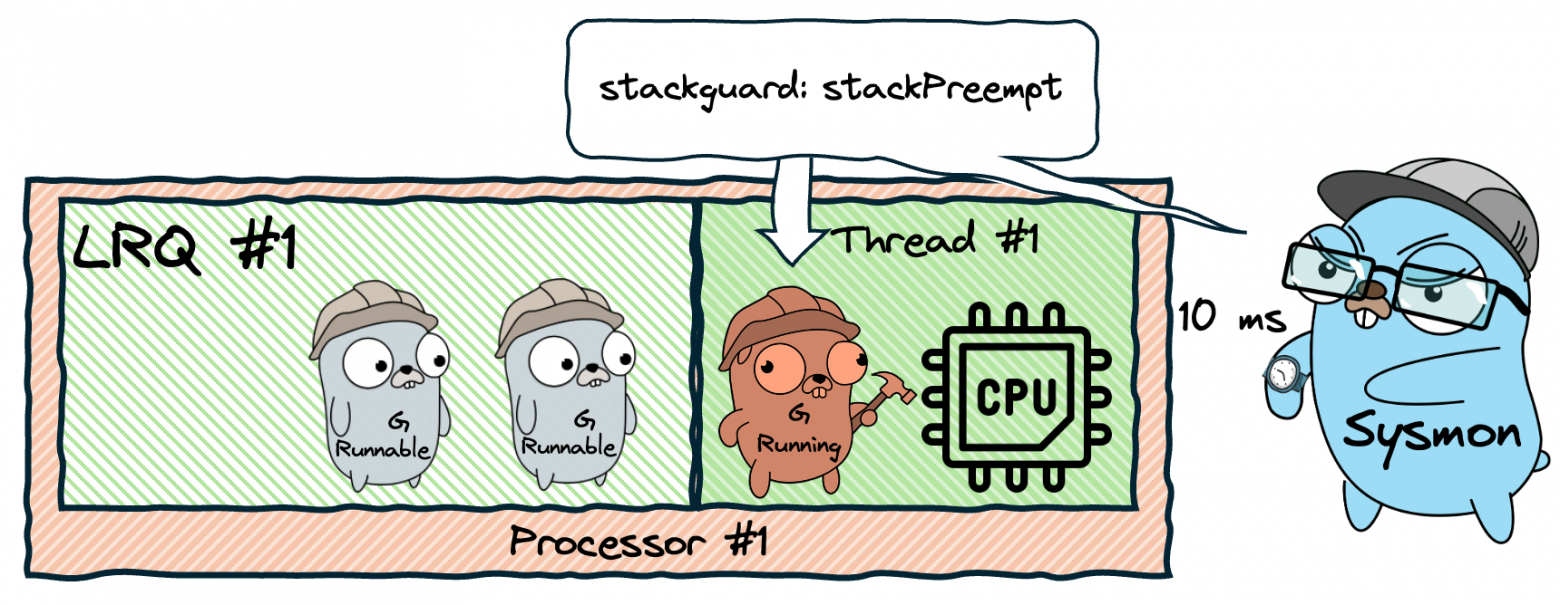 stackguard: stackPreempt
LRQ #1
Thread #1
10 ms
CPU
G
Runnable
G
Runnable
G
Running
Sysmon
Processor #1